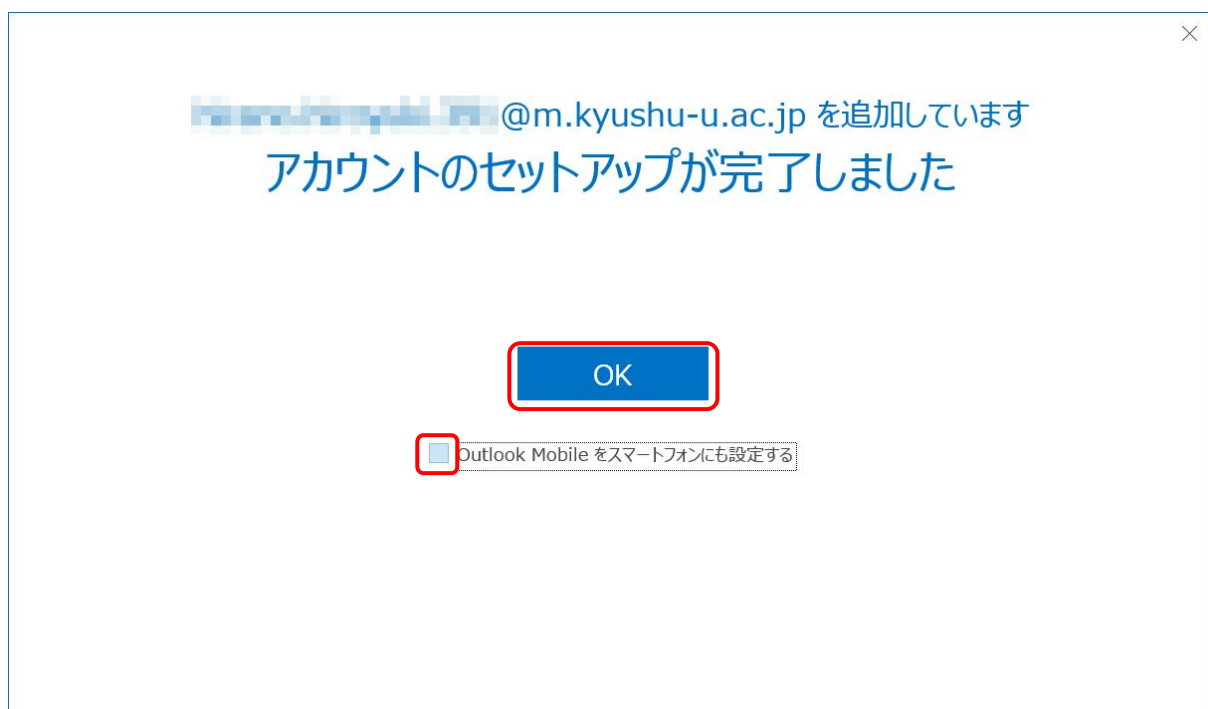 @m.kyushu-u.ac.jp を追加しています
アカウントのセットアップが完了しました
OK
Outlook Mobile をスマートフォンにも設定する